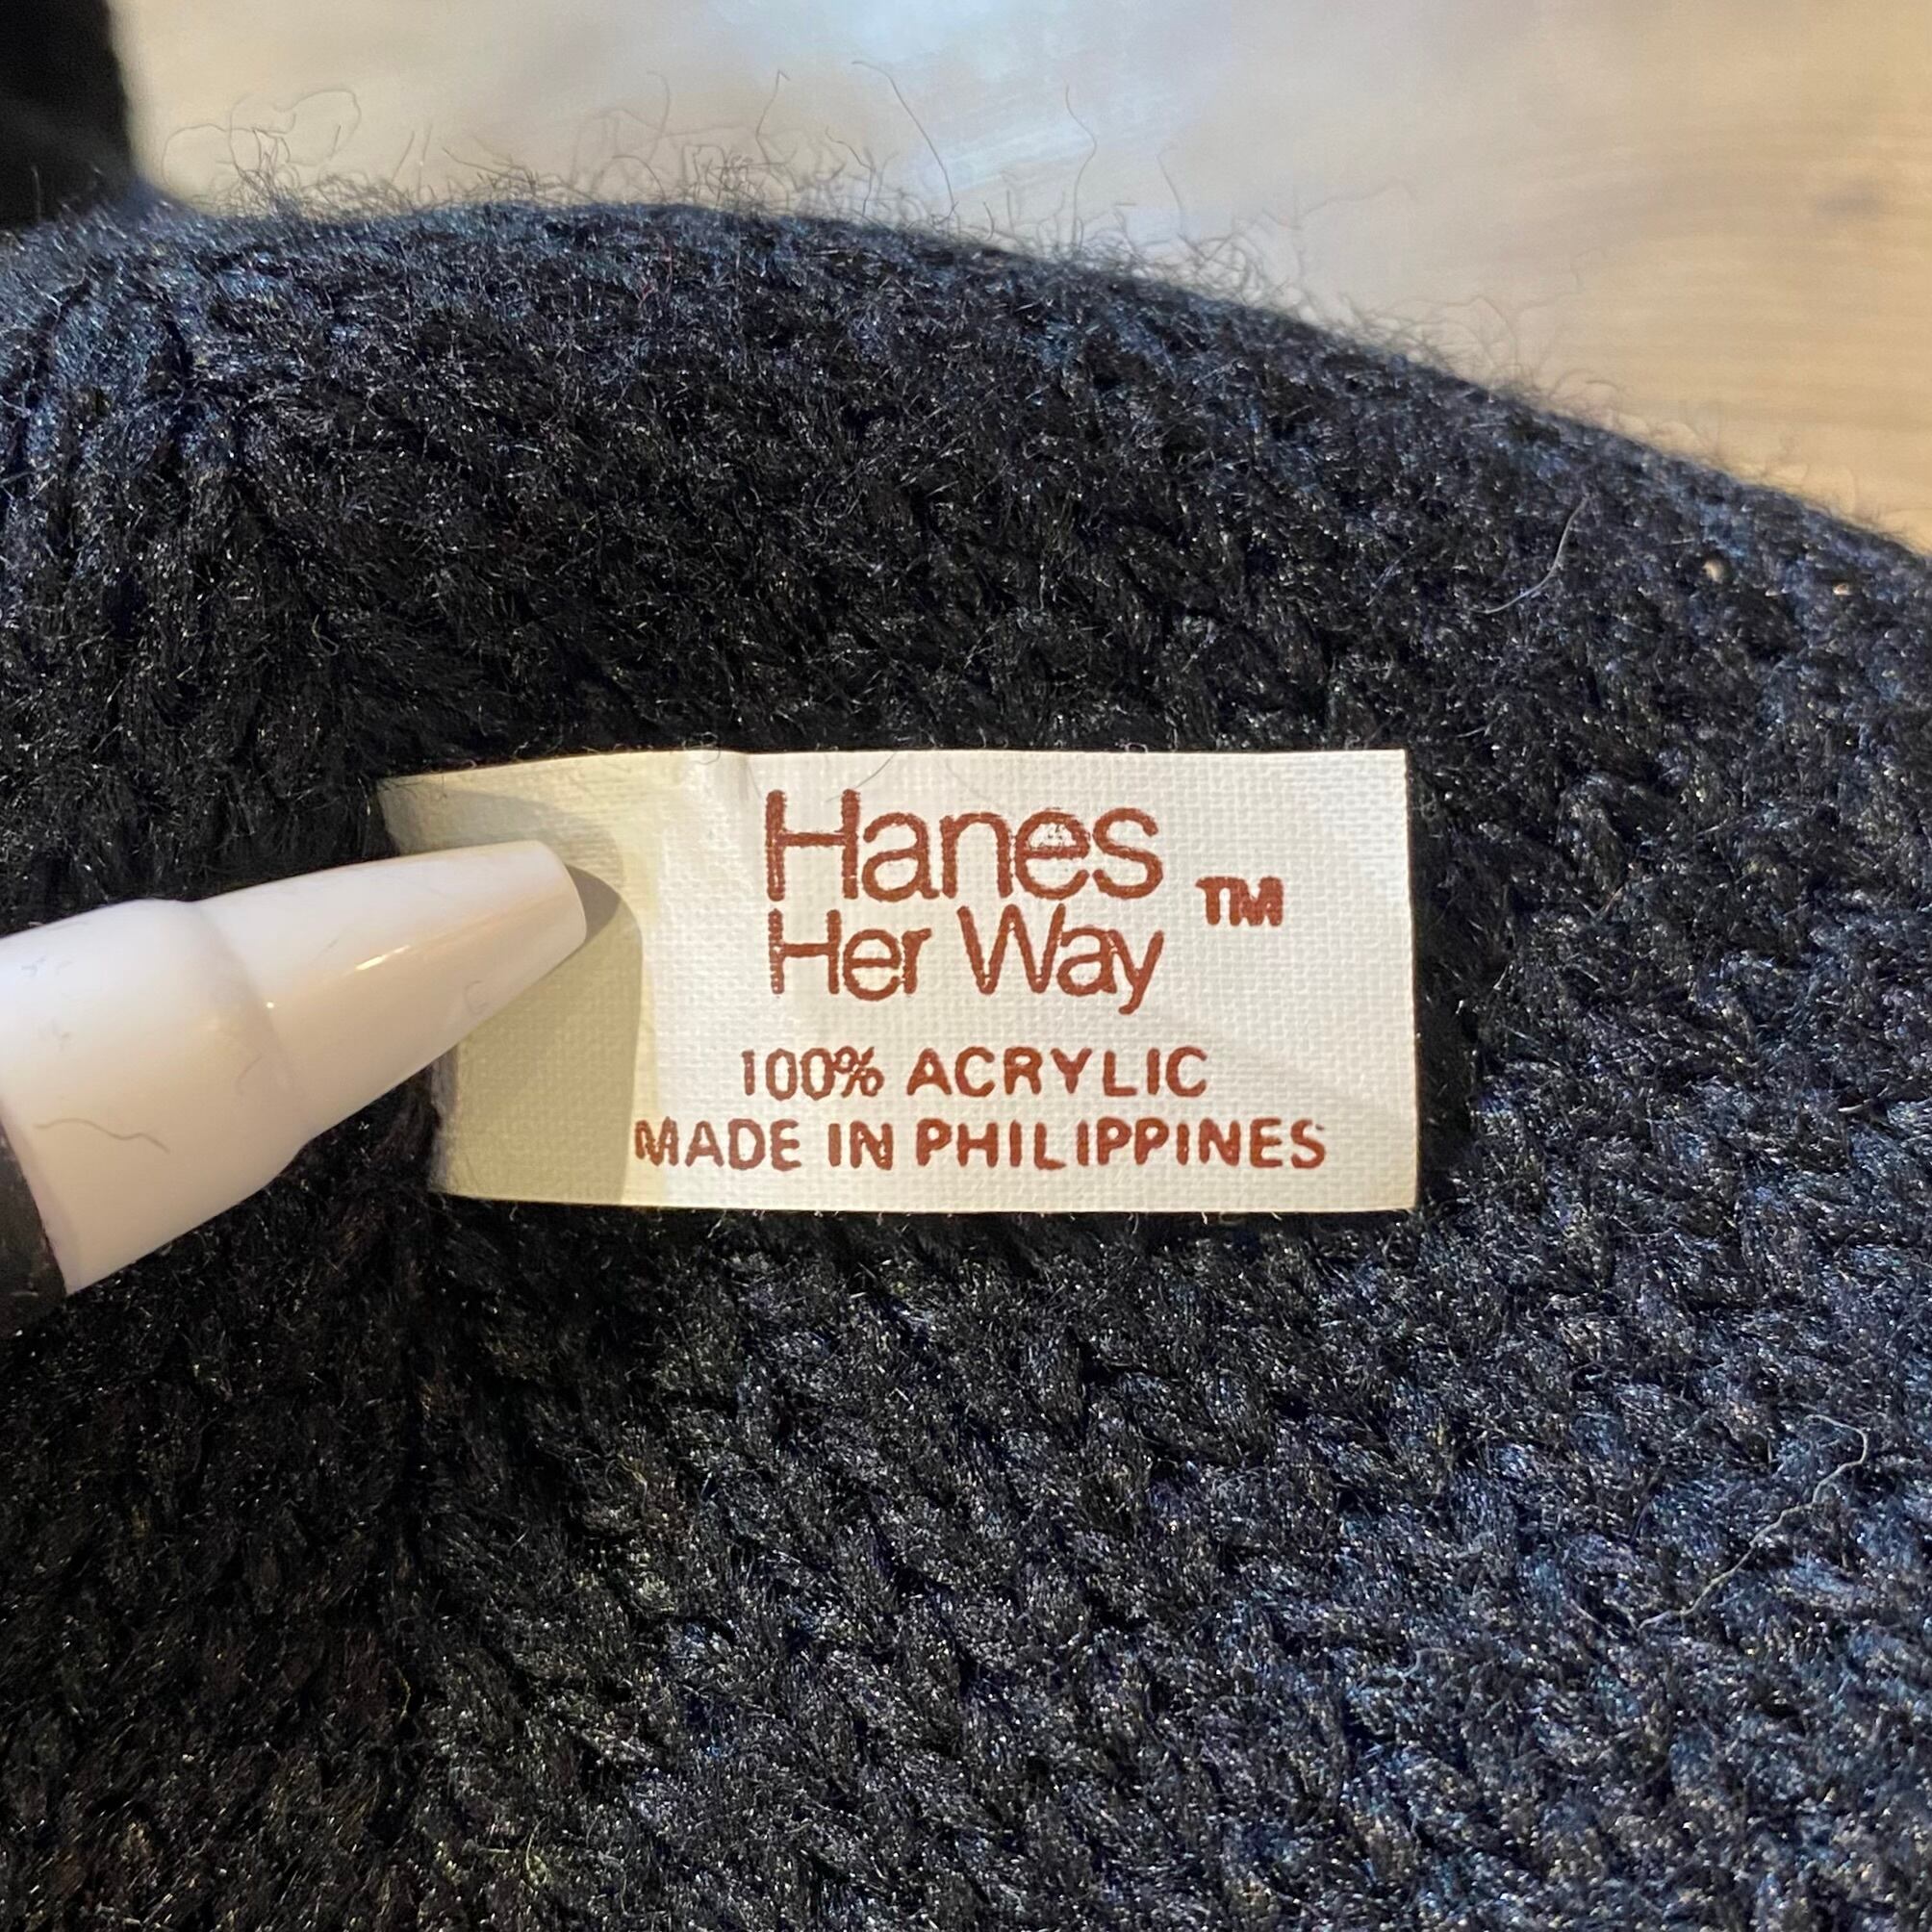 Hanes
Her Way ™
100% ACRYLIC
MADE IN PHILIPPINES